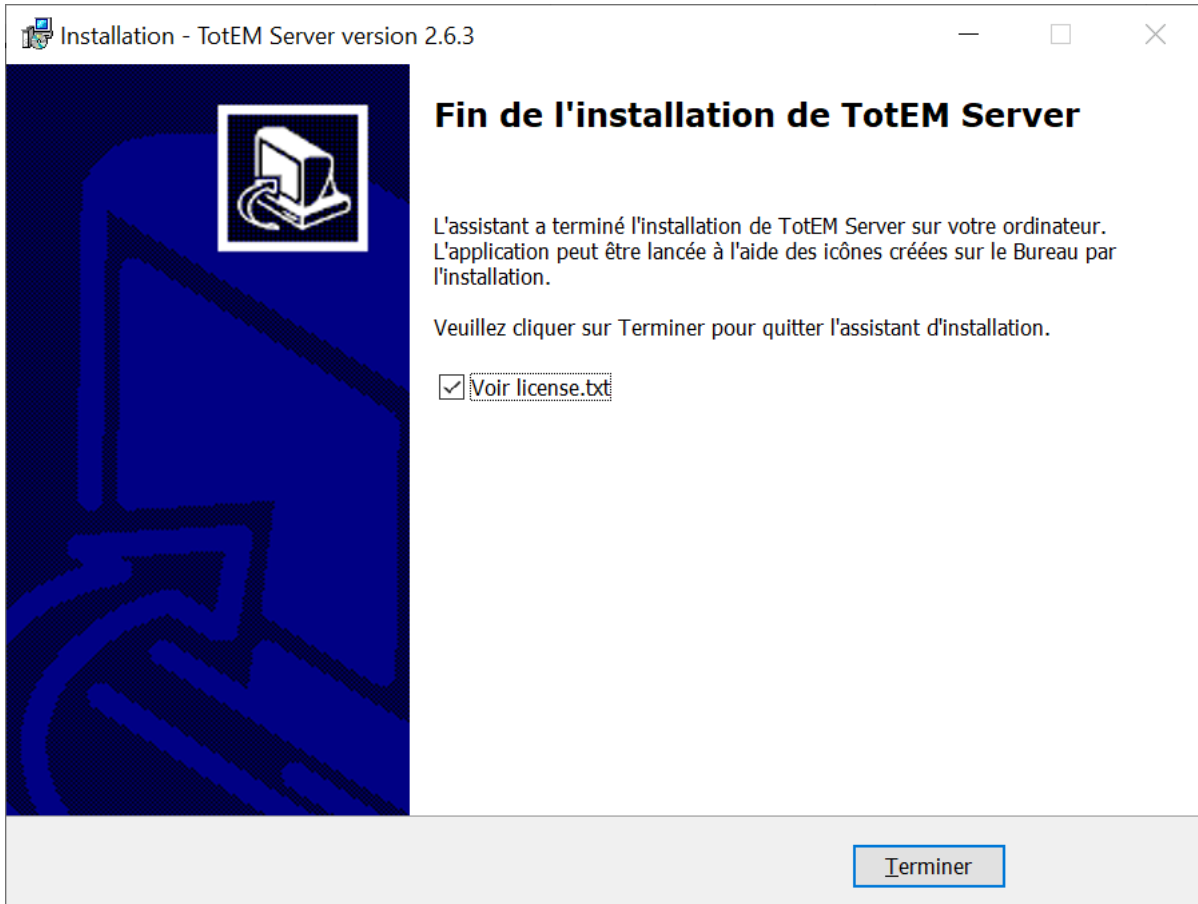 Installation - TotEM Server version 2.6.3
Fin de l'installation de TotEM Server
L'assistant a terminé l'installation de TotEM Server sur votre ordinateur.
L'application peut être lancée à l'aide des icônes créées sur le Bureau par
l'installation.
Veuillez cliquer sur Terminer pour quitter l'assistant d'installation.
Voir license.txt
Terminer